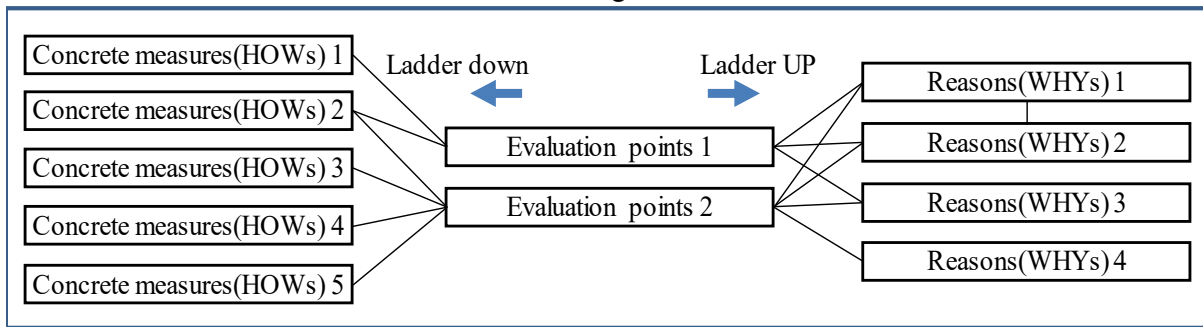 Concrete measures(HOWs) 1
Concrete measures(HOWs) 2
Concrete measures(HOWs) 3
Concrete measures(HOWs) 4
Concrete measures(HOWs) 5
Ladder down
Ladder UP
Evaluation points 1
Evaluation points 2
Reasons(WHYs) 1
Reasons(WHYs) 2
Reasons(WHYs) 3
Reasons(WHYs) 4